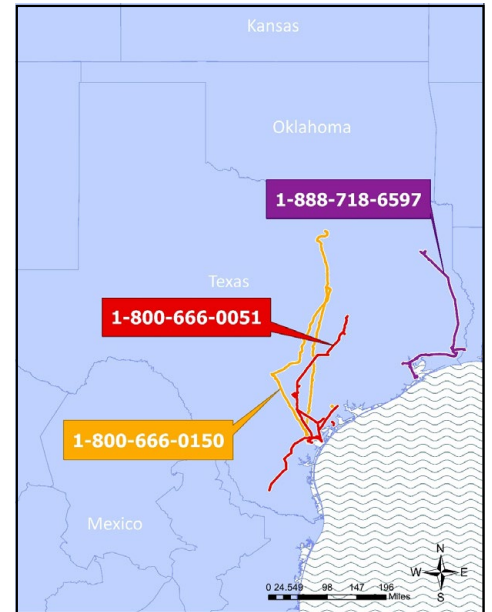 Kansas
Oklahoma
1-888-718-6597
Texas
1-800-666-0051
1-800-666-0150
Mexico
N
W E
S
0 24.549 98 147 196
Miles